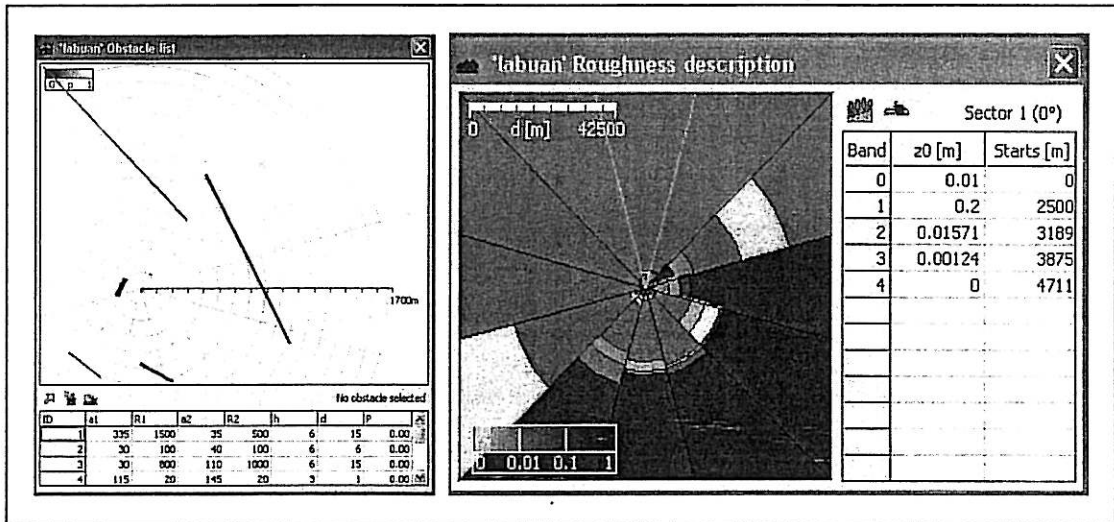 'labuan' Obstacle list
0 p 1
1700m
No obstacle selected
ID a1 R1 a2 R2 h d P
1 335 1500 35 500 6 15 0.00
2 30 100 40 100 6 6 0.00
3 30 800 110 1000 6 15 0.00
4 115 20 145 20 3 1 0.00
'labuan' Roughness description
0 d [m] 42500
0 0.01 0.1 1
Sector 1 (0°)
Band z0 [m] Starts [m]
0 0.01 0
1 0.2 2500
2 0.01571 3189
3 0.00124 3875
4 0 4711